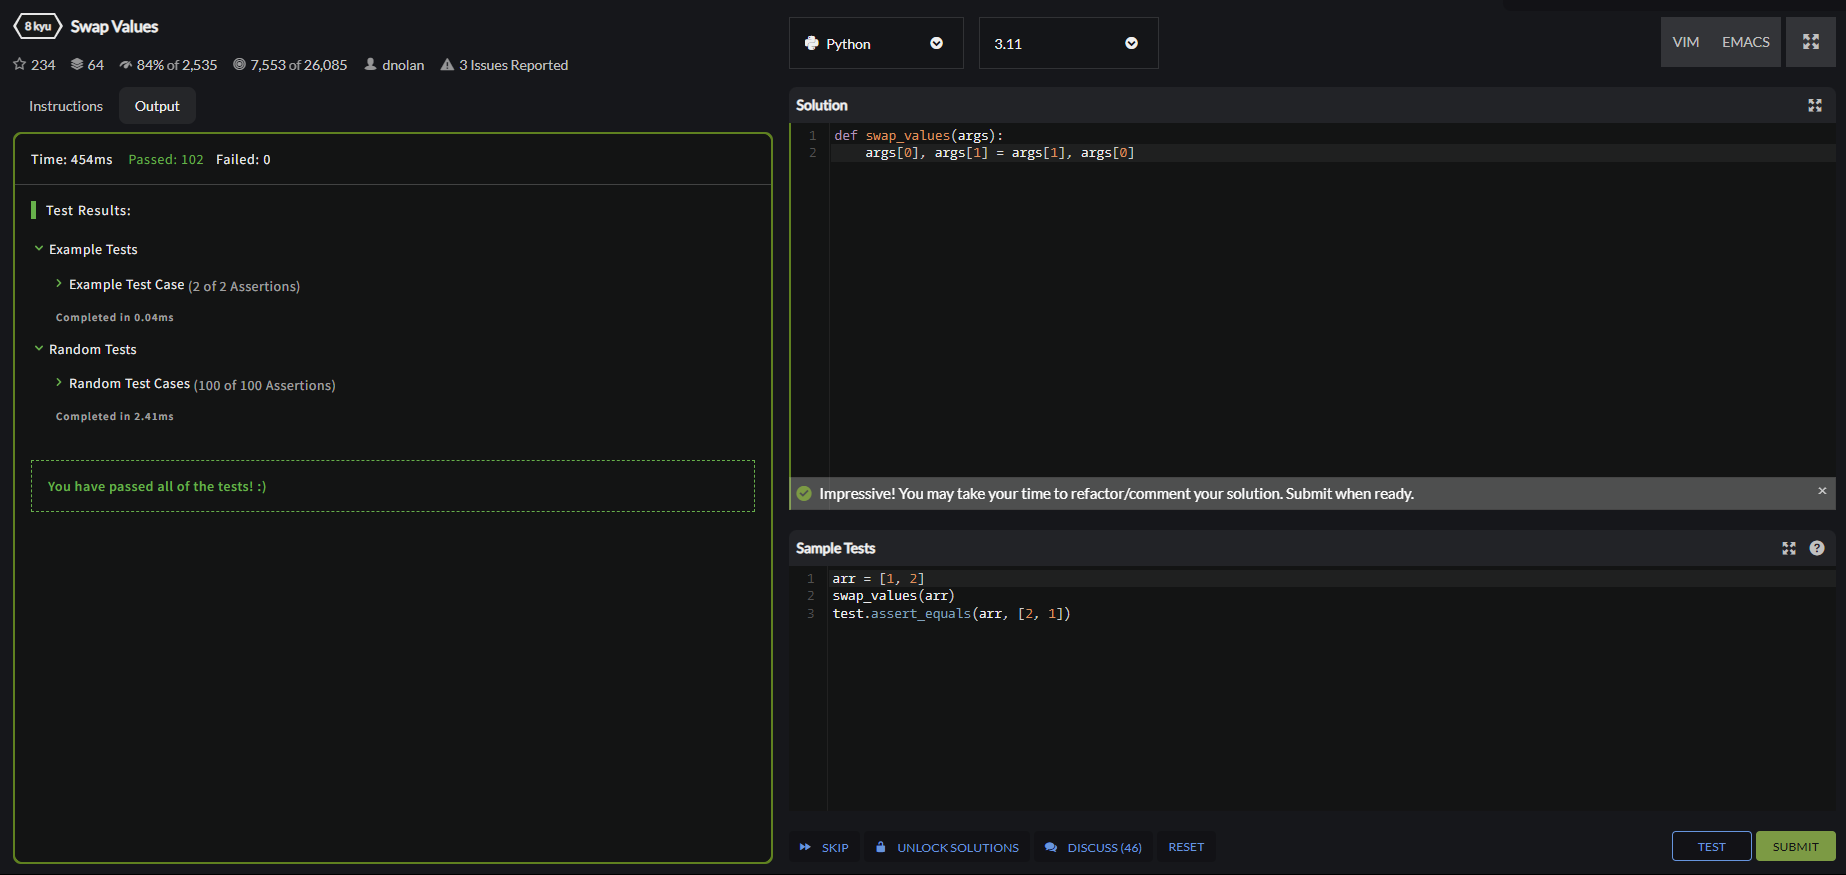 8 kyu Swap Values
234 64 84% of 2,535 7,553 of 26,085 dnolan 3 Issues Reported
Instructions Output
Time: 454ms Passed: 102 Failed: 0
Test Results:
Example Tests
Example Test Case (2 of 2 Assertions)
Completed in 0.04ms
Random Tests
Random Test Cases (100 of 100 Assertions)
Completed in 2.41ms
You have passed all of the tests! :)
Python 3.11 VIM EMACS
Solution
1 def swap_values(args):
2     args[0], args[1] = args[1], args[0]
Impressive! You may take your time to refactor/comment your solution. Submit when ready. ×
Sample Tests ?
1 arr = [1, 2]
2 swap_values(arr)
3 test.assert_equals(arr, [2, 1])
SKIP UNLOCK SOLUTIONS DISCUSS (46) RESET TEST SUBMIT